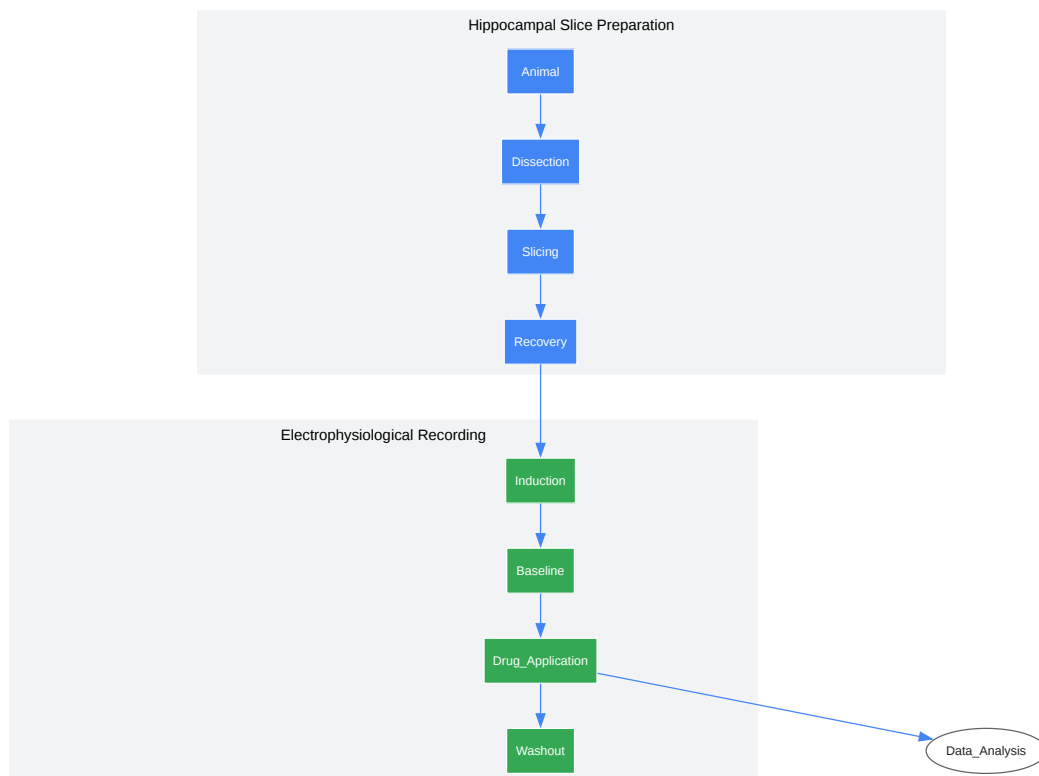 Hippocampal Slice Preparation
Animal
Dissection
Slicing
Recovery
Electrophysiological Recording
Induction
Baseline
Drug_Application
Washout
Data_Analysis